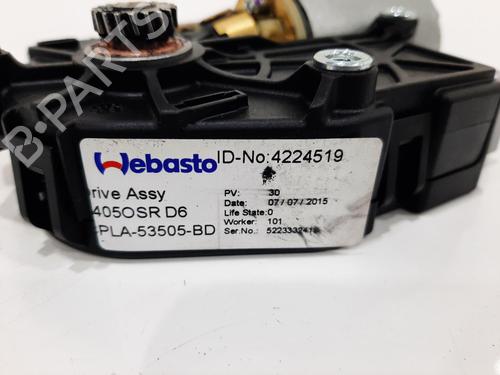 Webasto
ID-No:4224519
Drive Assy
405OSR D6
PLA-53505-BD
PV: 30
Date: 07/07/2015
Life State:0
Worker: 101
Ser.No.:
B-PARTS